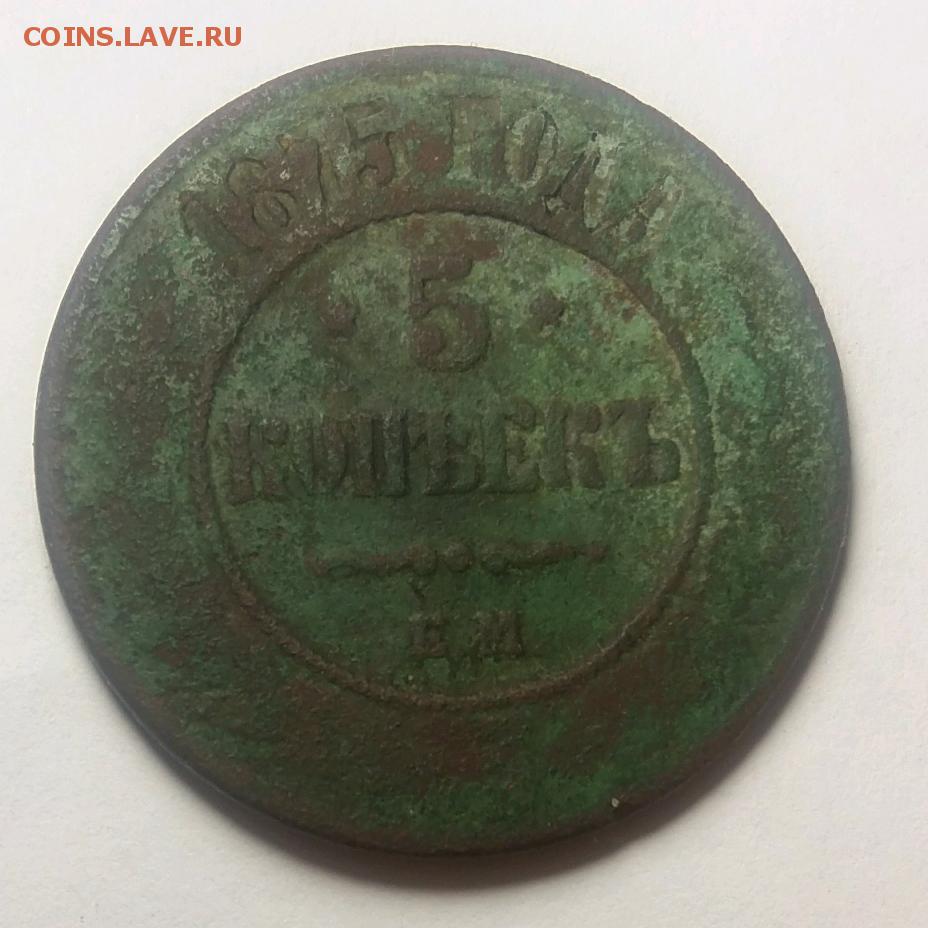 COINS.LAVE.RU
1875 ГОДА
· 5 ·
КОПѢЕКЪ
Е М